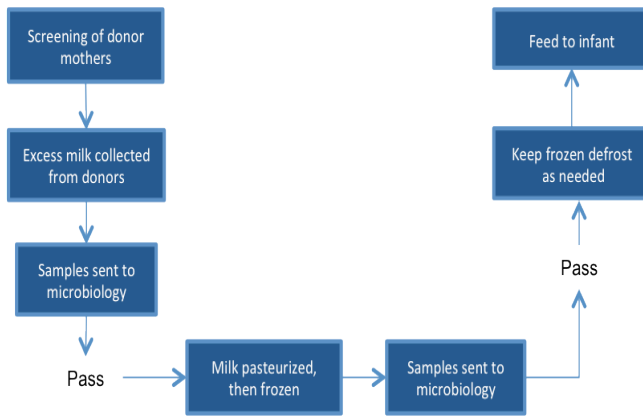 Screening of donor
mothers
Excess milk collected
from donors
Samples sent to
microbiology
Pass
Milk pasteurized,
then frozen
Samples sent to
microbiology
Pass
Keep frozen defrost
as needed
Feed to infant